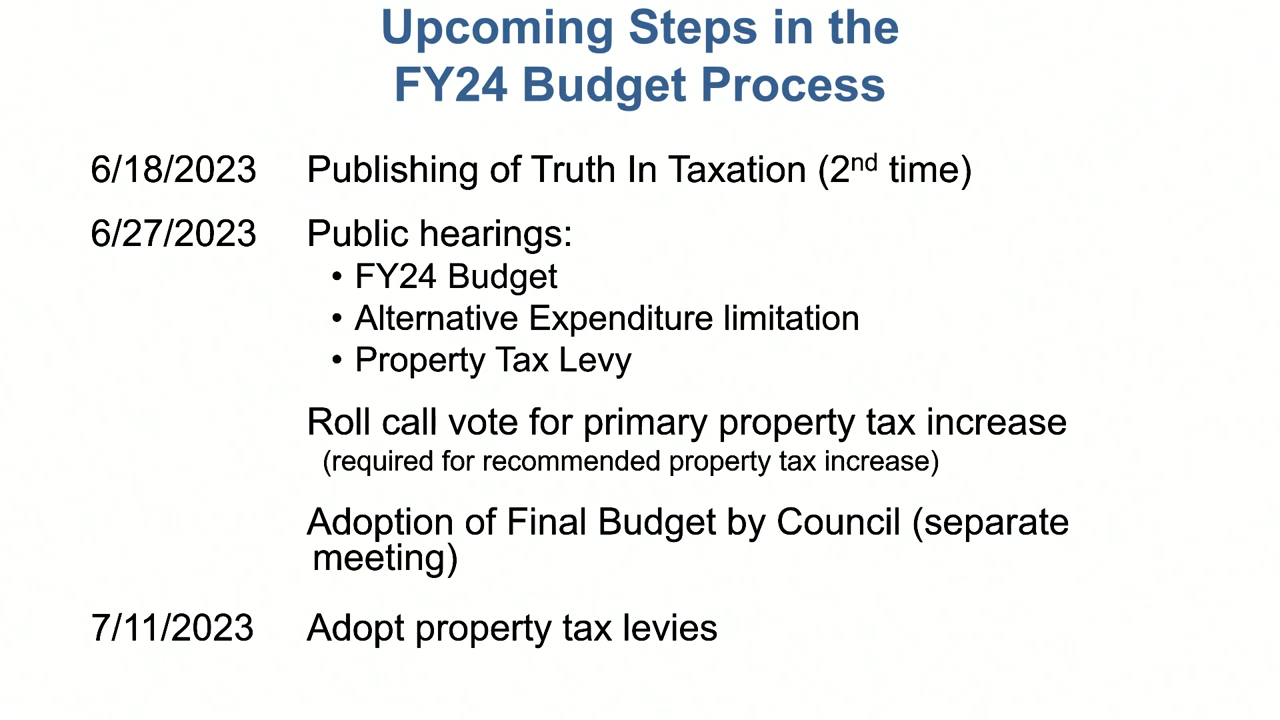 Upcoming Steps in the
FY24 Budget Process
6/18/2023 Publishing of Truth In Taxation (2nd time)
6/27/2023 Public hearings:
• FY24 Budget
• Alternative Expenditure limitation
• Property Tax Levy
Roll call vote for primary property tax increase
(required for recommended property tax increase)
Adoption of Final Budget by Council (separate
meeting)
7/11/2023 Adopt property tax levies